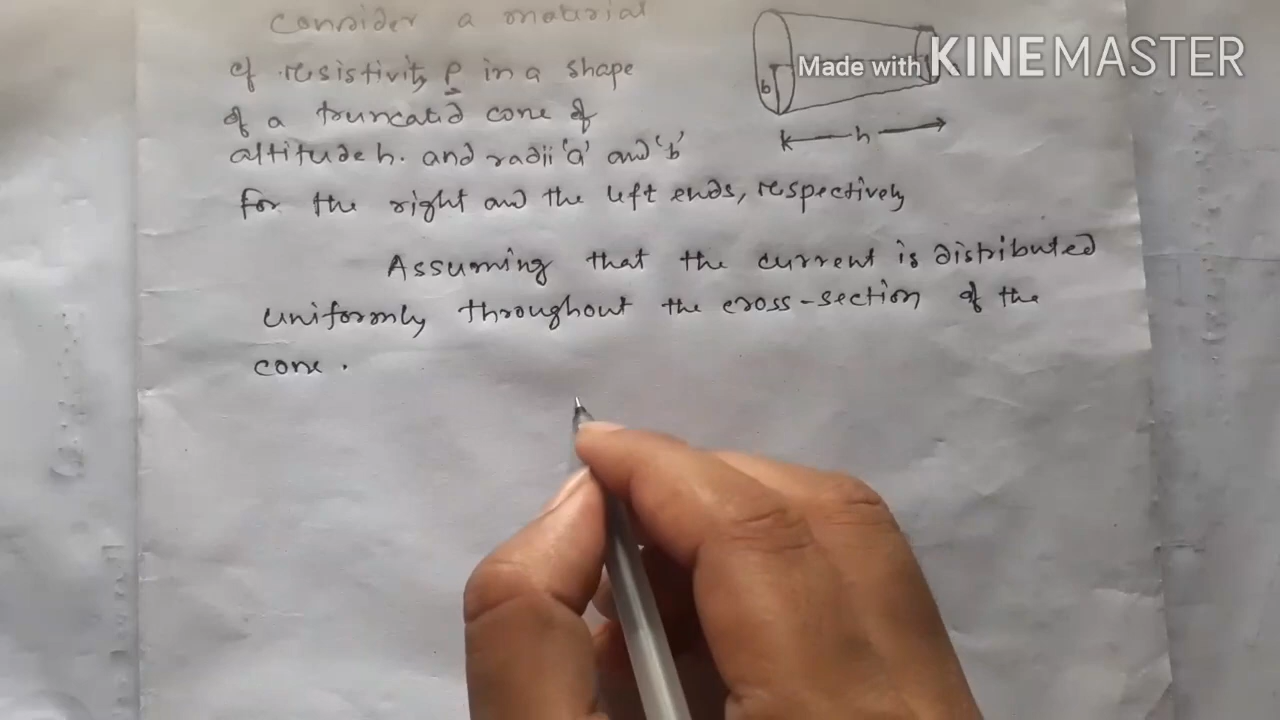 Consider a material
of resistivity ρ in a shape
of a truncated cone of
altitude h. and radii 'a' and 'b'
for the right and the left ends, respectively
Assuming that the current is distributed
uniformly throughout the cross-section of the
cone.
b
h
Made with KINEMASTER